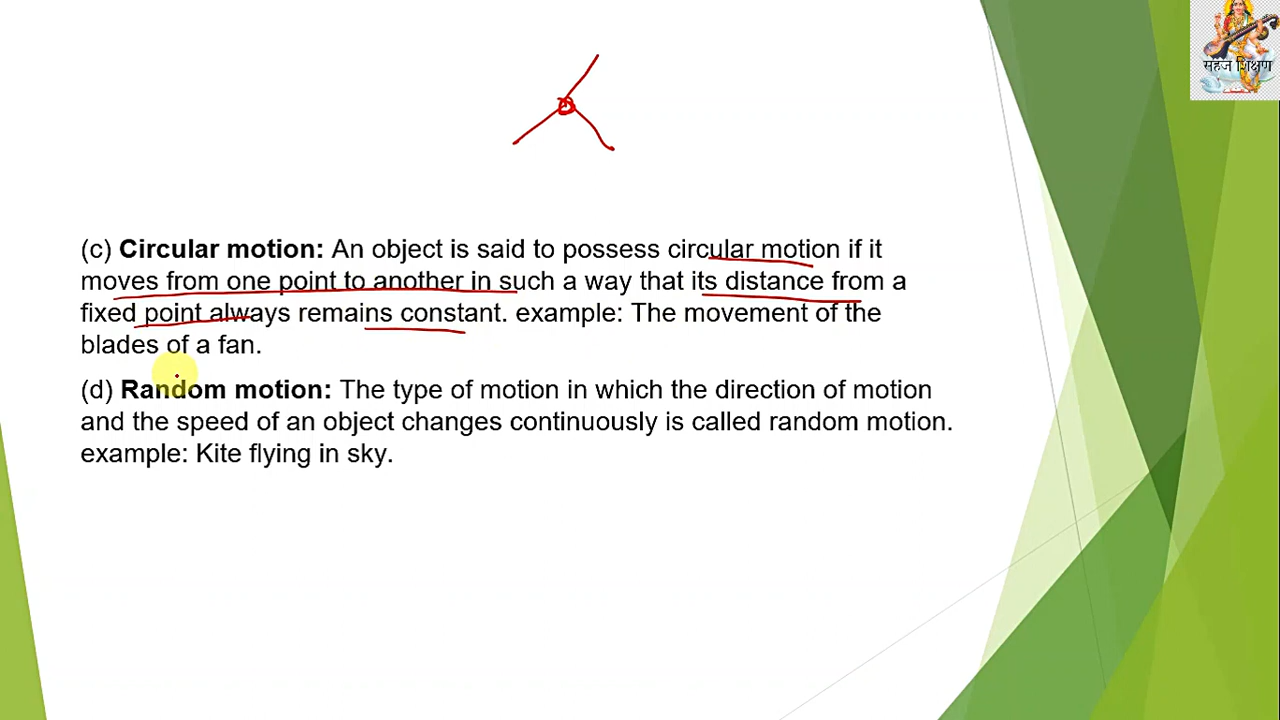 सहज शिक्षण
(c) Circular motion: An object is said to possess circular motion if it
moves from one point to another in such a way that its distance from a
fixed point always remains constant. example: The movement of the
blades of a fan.
(d) Random motion: The type of motion in which the direction of motion
and the speed of an object changes continuously is called random motion.
example: Kite flying in sky.